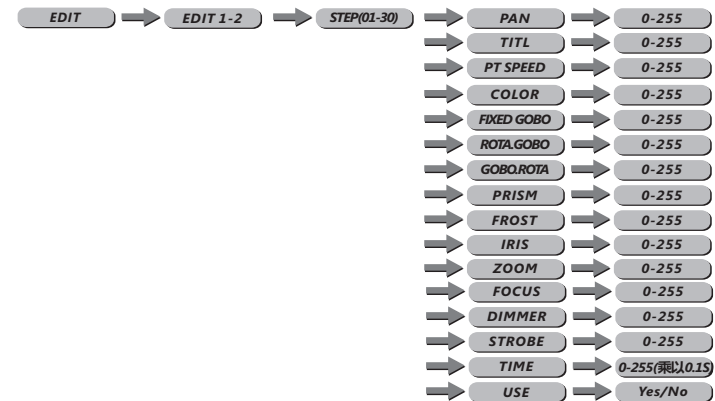 EDIT EDIT 1-2 STEP(01-30) PAN 0-255
TITL 0-255
PT SPEED 0-255
COLOR 0-255
FIXED GOBO 0-255
ROTA.GOBO 0-255
GOBO.ROTA 0-255
PRISM 0-255
FROST 0-255
IRIS 0-255
ZOOM 0-255
FOCUS 0-255
DIMMER 0-255
STROBE 0-255
TIME 0-255(乘以0.1S)
USE Yes/No